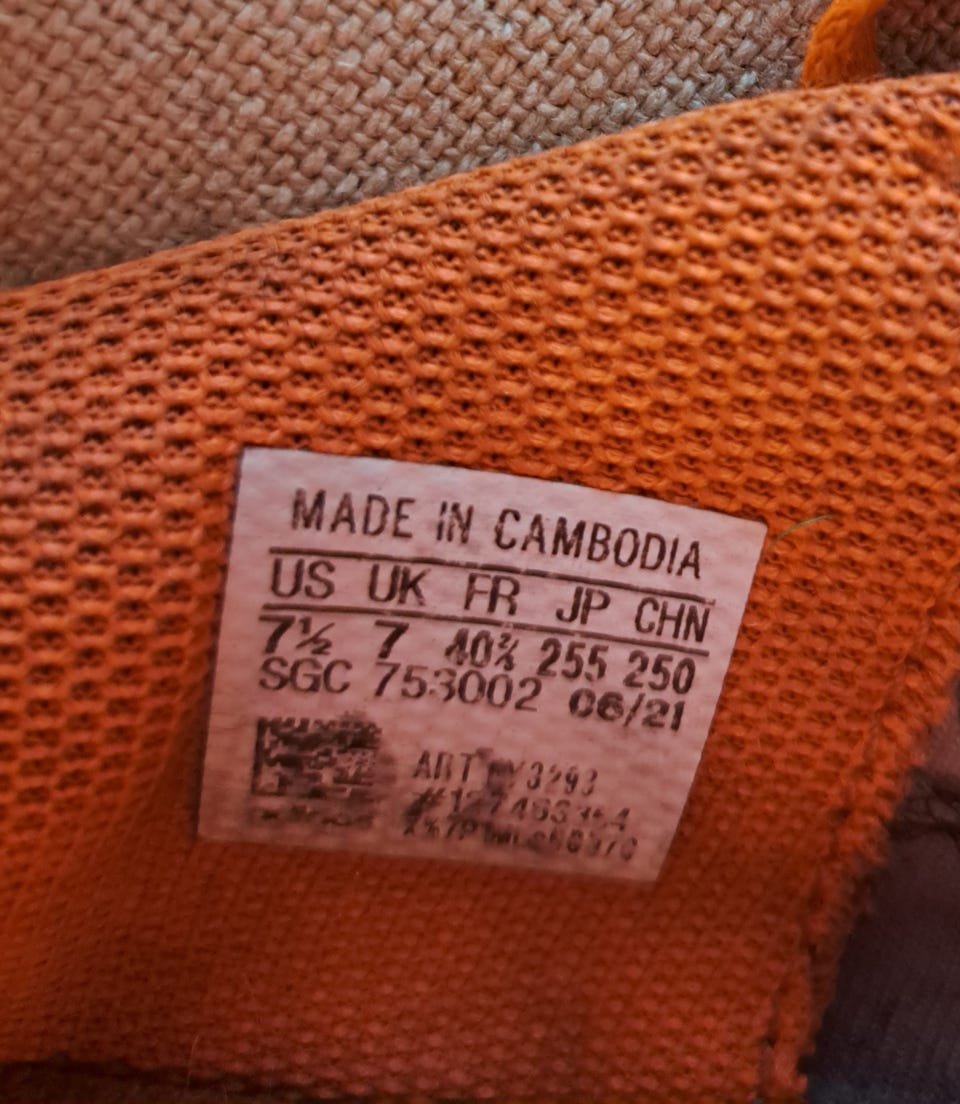 MADE IN CAMBODIA
US UK FR JP CHN
7½ 7 40⅔ 255 250
SGC 753002 06/21
ART